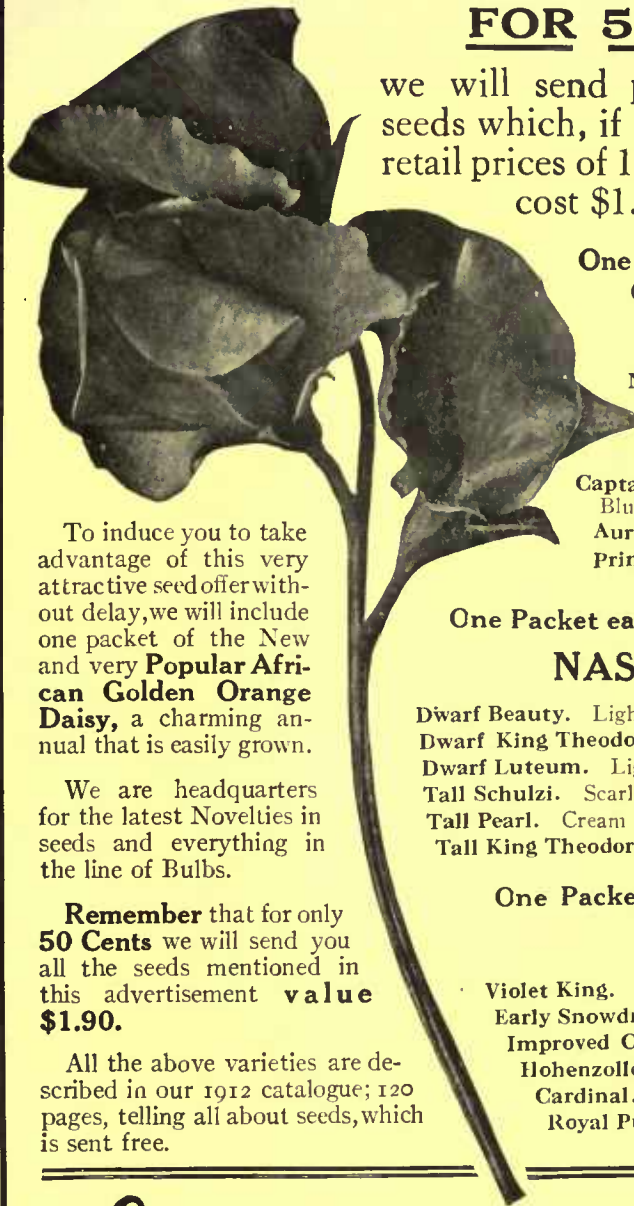 FOR 5
we will send
seeds which, if
retail prices of 1
cost $1.
One
Capta
Blu
Aur
Prin
One Packet ea
NAS
Dwarf Beauty. Ligh
Dwarf King Theodo
Dwarf Luteum. Li
Tall Schulzi. Scarl
Tall Pearl. Cream
Tall King Theodor
One Packe
Violet King.
Early Snowdr
Improved C
Hohenzolle
Cardinal.
Royal Pu
To induce you to take
advantage of this very
attractive seed offer with-
out delay, we will include
one packet of the New
and very Popular Afri-
can Golden Orange
Daisy, a charming an-
nual that is easily grown.
We are headquarters
for the latest Novelties in
seeds and everything in
the line of Bulbs.
Remember that for only
50 Cents we will send you
all the seeds mentioned in
this advertisement value
$1.90.
All the above varieties are de-
scribed in our 1912 catalogue; 120
pages, telling all about seeds, which
is sent free.